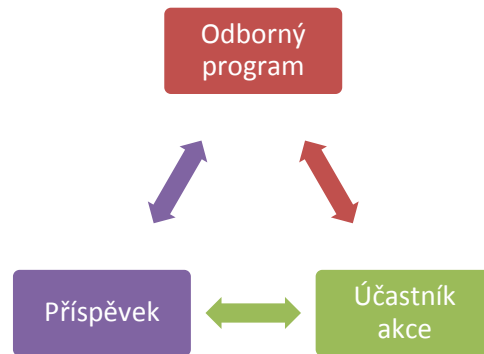 Odborný
program
Příspěvek
Účastník
akce